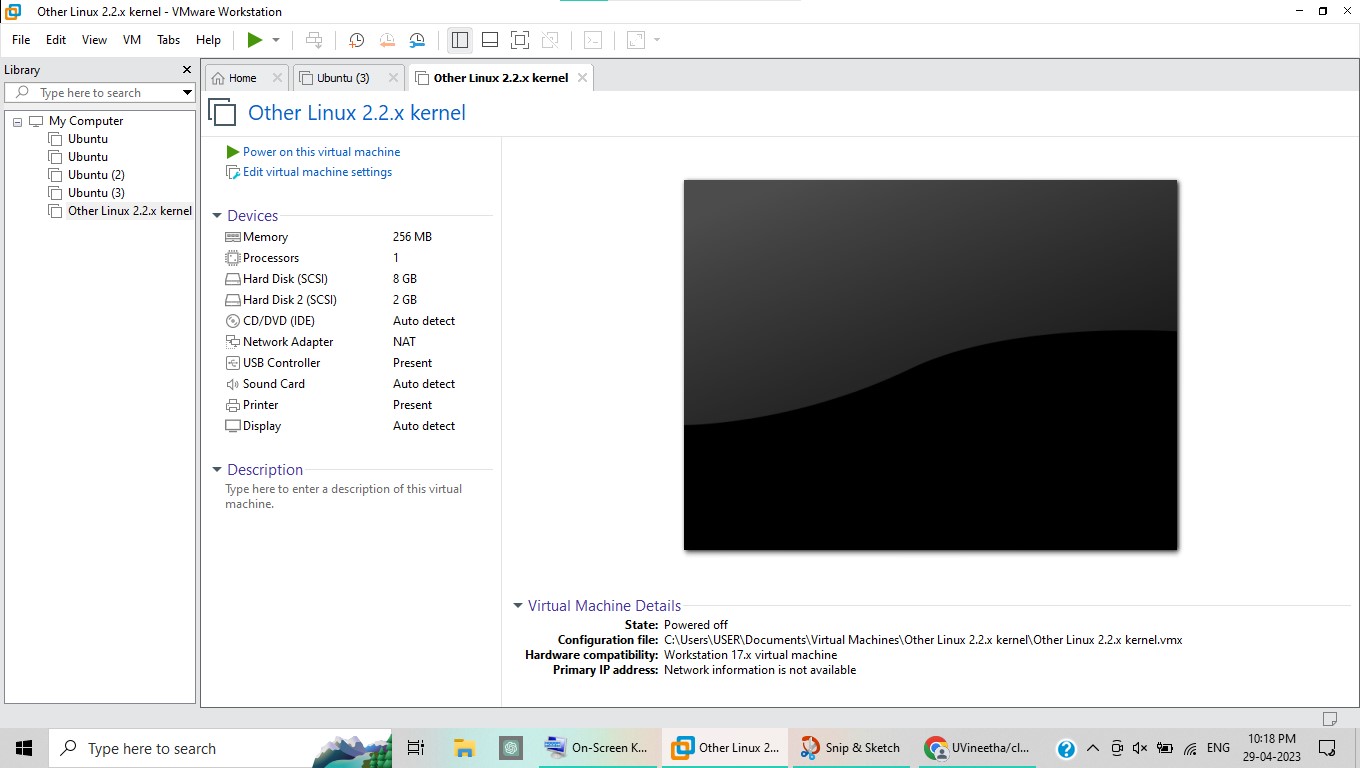 Other Linux 2.2.x kernel - VMware Workstation
File Edit View VM Tabs Help
Library
Type here to search
My Computer
Ubuntu
Ubuntu
Ubuntu (2)
Ubuntu (3)
Other Linux 2.2.x kernel
Home Ubuntu (3) Other Linux 2.2.x kernel
Other Linux 2.2.x kernel
Power on this virtual machine
Edit virtual machine settings
Devices
Memory 256 MB
Processors 1
Hard Disk (SCSI) 8 GB
Hard Disk 2 (SCSI) 2 GB
CD/DVD (IDE) Auto detect
Network Adapter NAT
USB Controller Present
Sound Card Auto detect
Printer Present
Display Auto detect
Description
Type here to enter a description of this virtual
machine.
Virtual Machine Details
State: Powered off
Configuration file: C:\Users\USER\Documents\Virtual Machines\Other Linux 2.2.x kernel\Other Linux 2.2.x kernel.vmx
Hardware compatibility: Workstation 17.x virtual machine
Primary IP address: Network information is not available
Type here to search
On-Screen K...
Other Linux 2...
Snip & Sketch
UVineetha/cl...
ENG
10:18 PM
29-04-2023